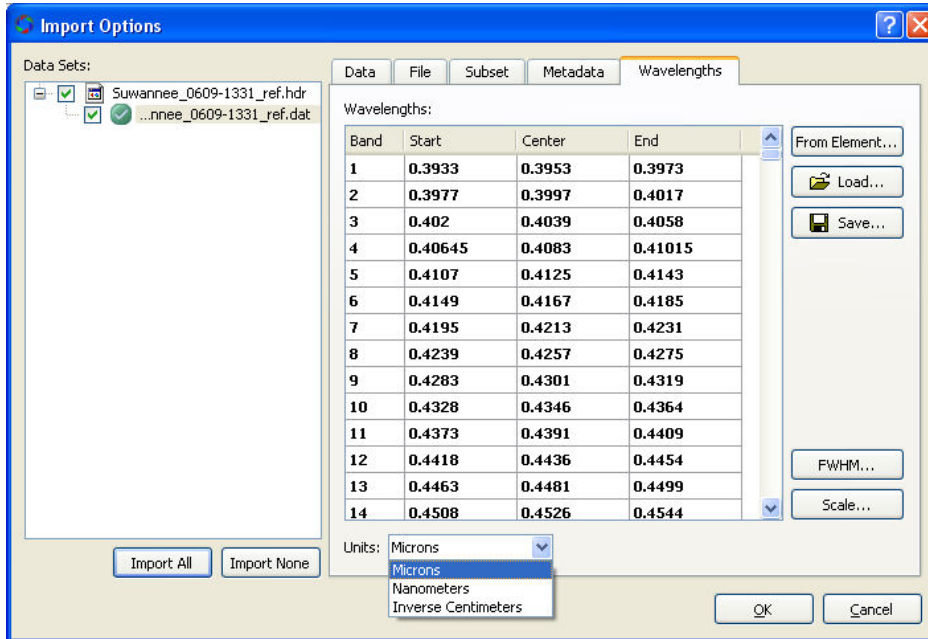 Import Options
Data Sets:
Suwannee_0609-1331_ref.hdr
...nnee_0609-1331_ref.dat
Import All Import None
Data File Subset Metadata Wavelengths
Wavelengths:
Band Start Center End
1 0.3933 0.3953 0.3973
2 0.3977 0.3997 0.4017
3 0.402 0.4039 0.4058
4 0.40645 0.4083 0.41015
5 0.4107 0.4125 0.4143
6 0.4149 0.4167 0.4185
7 0.4195 0.4213 0.4231
8 0.4239 0.4257 0.4275
9 0.4283 0.4301 0.4319
10 0.4328 0.4346 0.4364
11 0.4373 0.4391 0.4409
12 0.4418 0.4436 0.4454
13 0.4463 0.4481 0.4499
14 0.4508 0.4526 0.4544
From Element...
Load...
Save...
FWHM...
Scale...
Units: Microns
Microns
Nanometers
Inverse Centimeters
OK Cancel